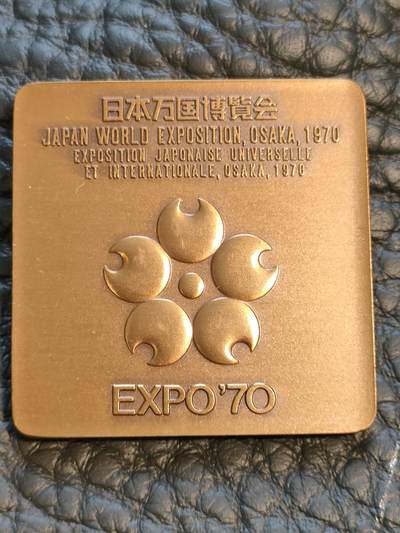 日本万国博覧会
JAPAN WORLD EXPOSITION, OSAKA, 1970
EXPOSITION JAPONAISE UNIVERSELLE
ET INTERNATIONALE, OSAKA, 1970
EXPO'70